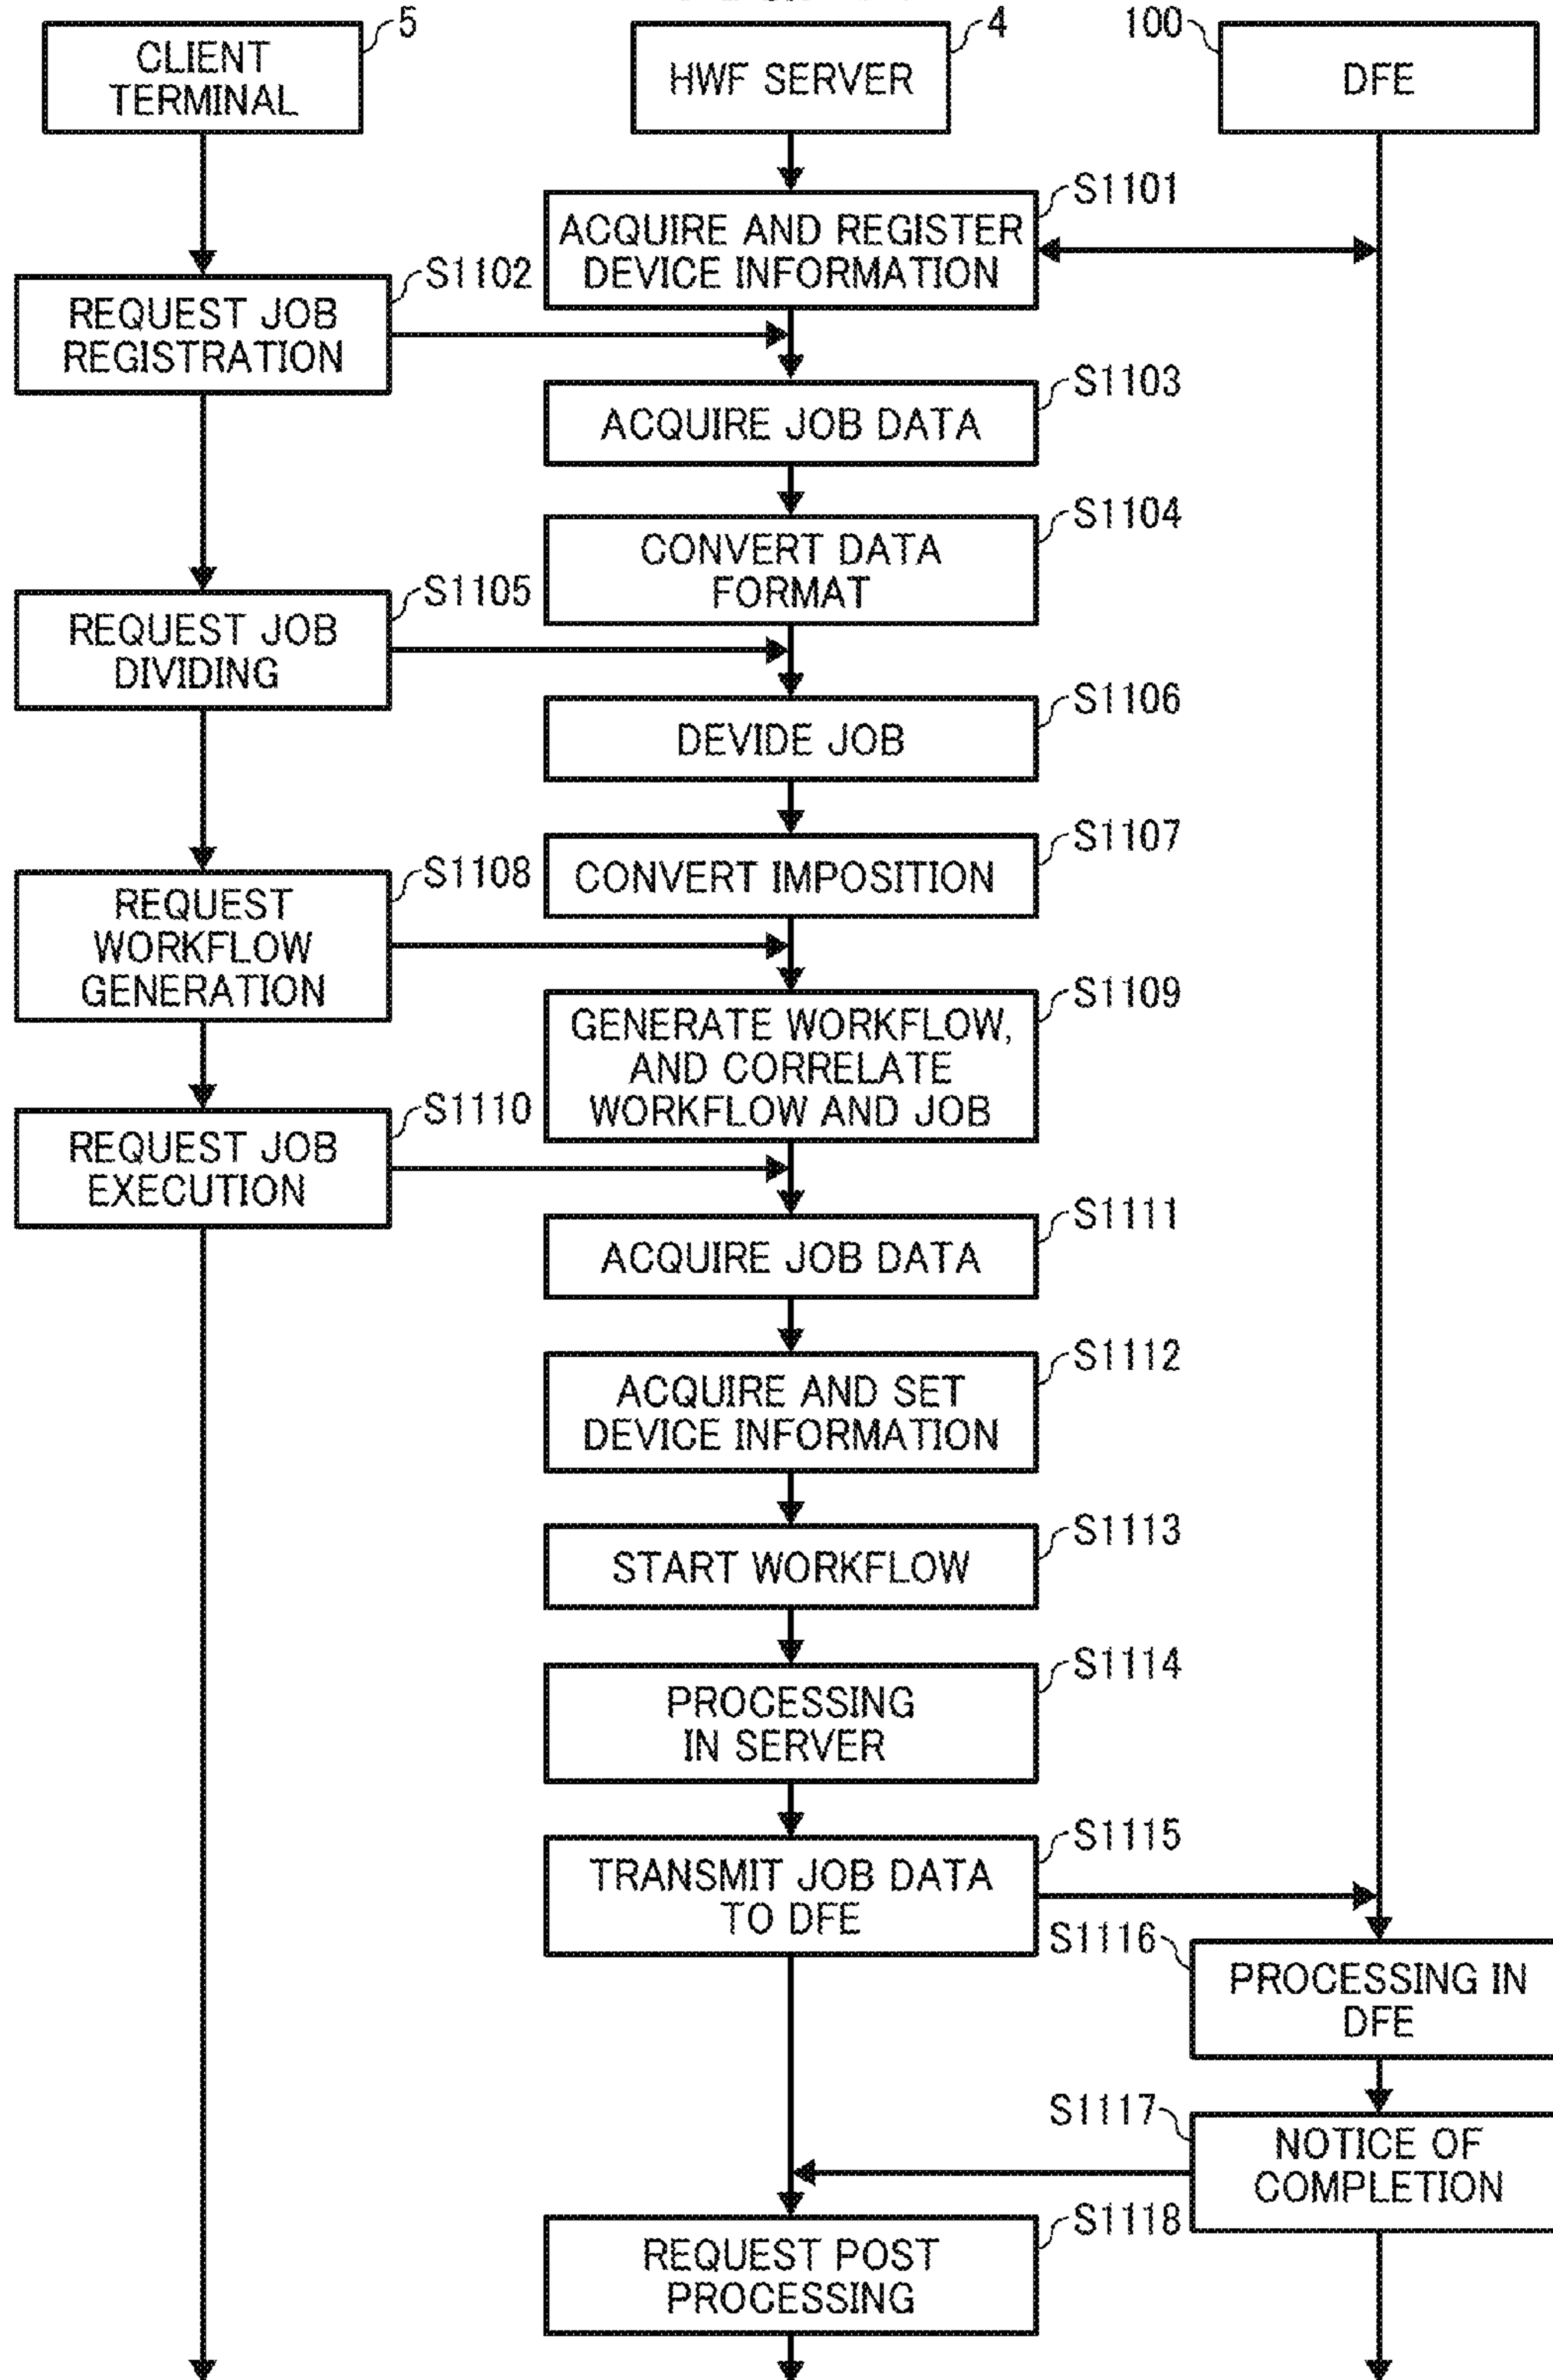 CLIENT
TERMINAL
5
HWF SERVER
4
100
DFE
S1101
ACQUIRE AND REGISTER
DEVICE INFORMATION
S1102
REQUEST JOB
REGISTRATION
S1103
ACQUIRE JOB DATA
S1104
CONVERT DATA
FORMAT
S1105
REQUEST JOB
DIVIDING
S1106
DEVIDE JOB
S1107
CONVERT IMPOSITION
S1108
REQUEST
WORKFLOW
GENERATION
S1109
GENERATE WORKFLOW,
AND CORRELATE
WORKFLOW AND JOB
S1110
REQUEST JOB
EXECUTION
S1111
ACQUIRE JOB DATA
S1112
ACQUIRE AND SET
DEVICE INFORMATION
S1113
START WORKFLOW
S1114
PROCESSING
IN SERVER
S1115
TRANSMIT JOB DATA
TO DFE
S1116
PROCESSING IN
DFE
S1117
NOTICE OF
COMPLETION
S1118
REQUEST POST
PROCESSING